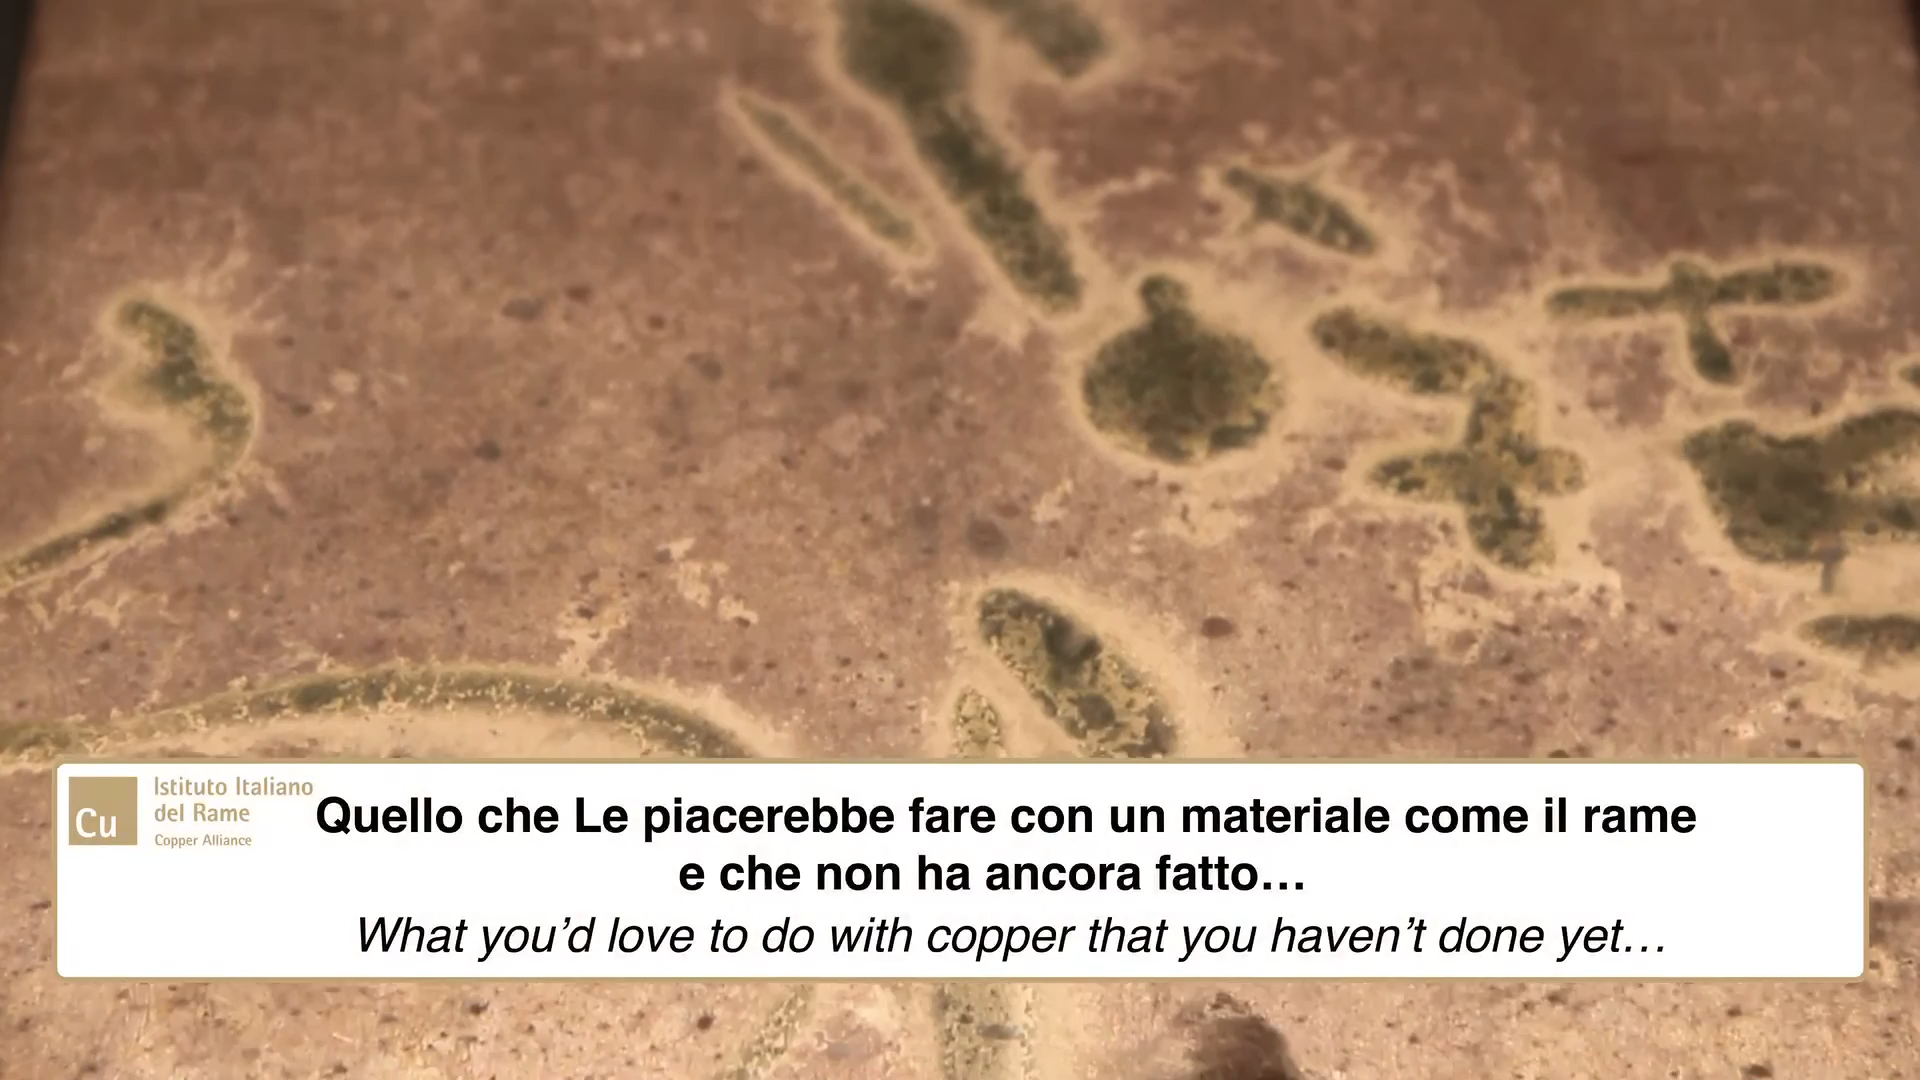 Cu
Istituto Italiano
del Rame
Copper Alliance
Quello che Le piacerebbe fare con un materiale come il rame
e che non ha ancora fatto…
What you’d love to do with copper that you haven’t done yet…